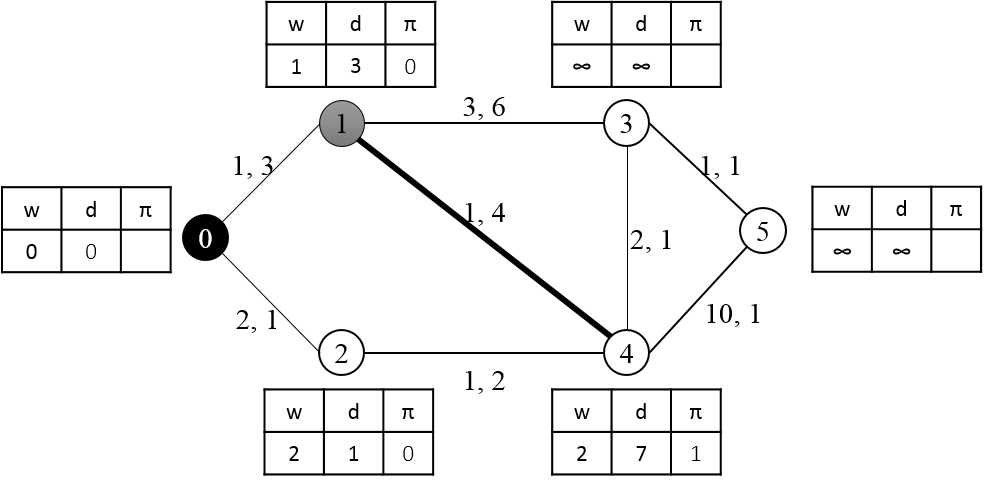 w d π
1 3 0
w d π
∞ ∞
1
3, 6
3
1, 3
1, 1
w d π
0 0
0
1, 4
2, 1
5
w d π
∞ ∞
2, 1
10, 1
2
1, 2
4
w d π
2 1 0
w d π
2 7 1